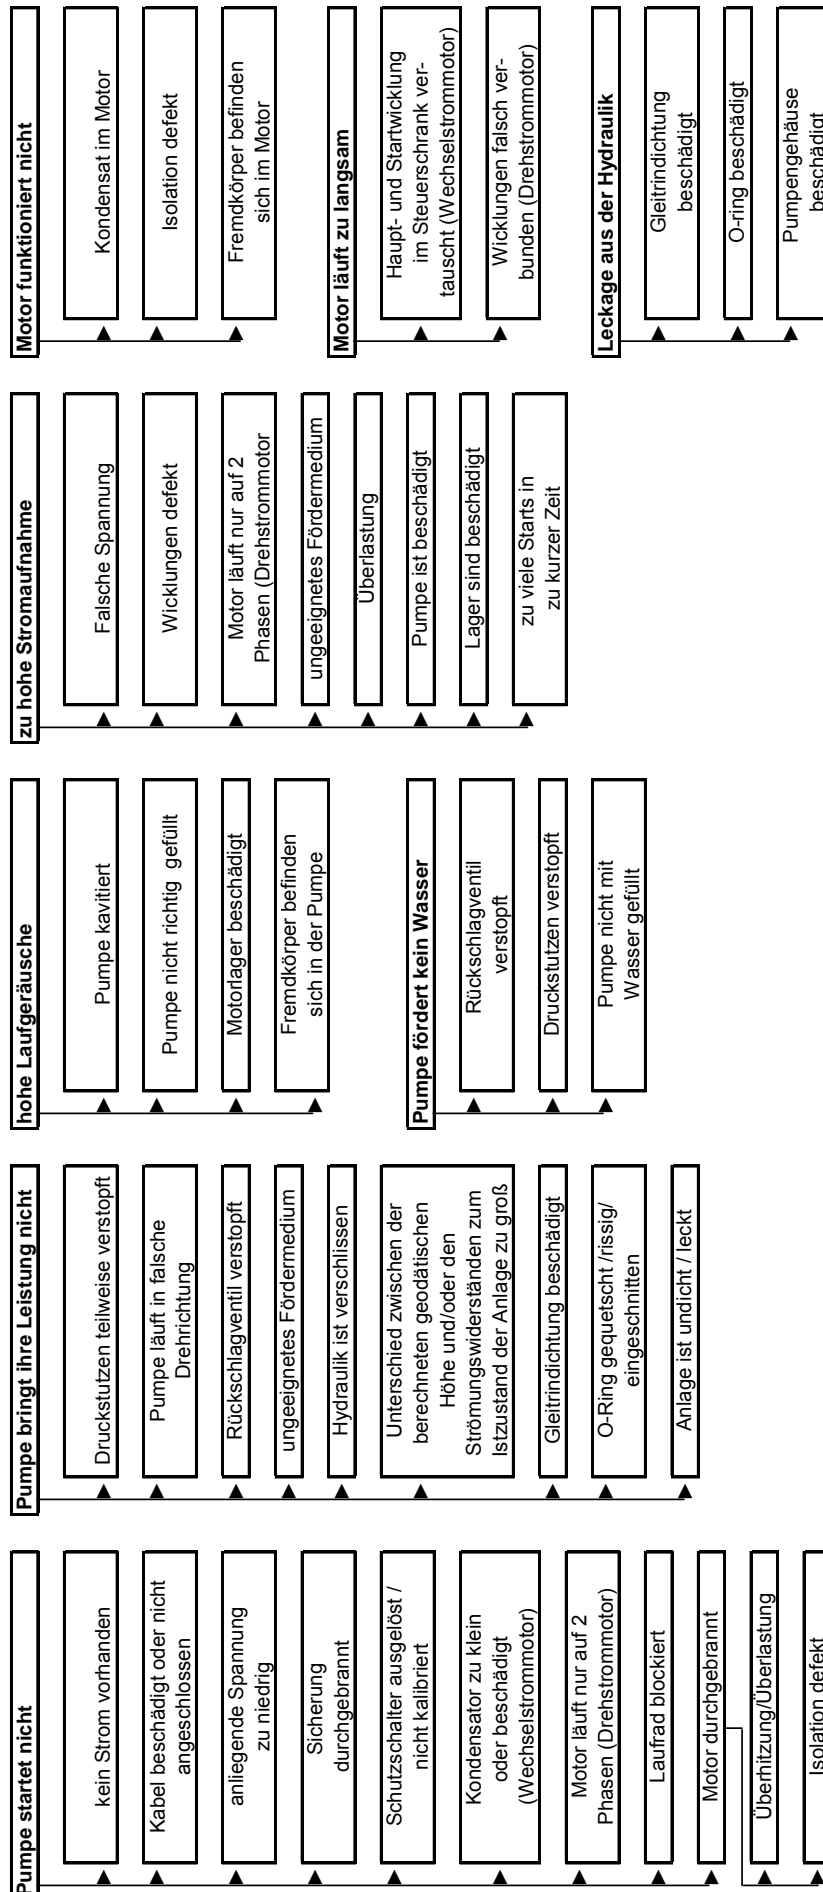 Pumpe startet nicht
kein Strom vorhanden
Kabel beschädigt oder nicht
angeschlossen
anliegende Spannung
zu niedrig
Sicherung
durchgebrannt
Schutzschalter ausgelöst /
nicht kalibriert
Kondensator zu klein
oder beschädigt
(Wechselstrommotor)
Motor läuft nur auf 2
Phasen (Drehstrommotor)
Laufrad blockiert
Motor durchgebrannt
Überhitzung/Überlastung
Isolation defekt
Pumpe bringt ihre Leistung nicht
Druckstutzen teilweise verstopft
Pumpe läuft in falsche
Drehrichtung
Rückschlagventil verstopft
ungeeignetes Fördermedium
Hydraulik ist verschlissen
Unterschied zwischen der
berechneten geodätischen
Höhe und/oder den
Strömungswiderständen zum
Istzustand der Anlage zu groß
Gleitrindichtung beschädigt
O-Ring gequetscht /rissig/
eingeschnitten
Anlage ist undicht / leckt
hohe Laufgeräusche
Pumpe kavitiert
Pumpe nicht richtig gefüllt
Motorlager beschädigt
Fremdkörper befinden
sich in der Pumpe
Pumpe fördert kein Wasser
Rückschlagventil
verstopft
Druckstutzen verstopft
Pumpe nicht mit
Wasser gefüllt
zu hohe Stromaufnahme
Falsche Spannung
Wicklungen defekt
Motor läuft nur auf 2
Phasen (Drehstrommotor
ungeeignetes Fördermedium
Überlastung
Pumpe ist beschädigt
Lager sind beschädigt
zu viele Starts in
zu kurzer Zeit
Motor funktioniert nicht
Kondensat im Motor
Isolation defekt
Fremdkörper befinden
sich im Motor
Motor läuft zu langsam
Haupt- und Startwicklung
im Steuerschrank ver-
tauscht (Wechselstrommotor)
Wicklungen falsch ver-
bunden (Drehstrommotor)
Leckage aus der Hydraulik
Gleitrindichtung
beschädigt
O-ring beschädigt
Pumpengehäuse
beschädigt